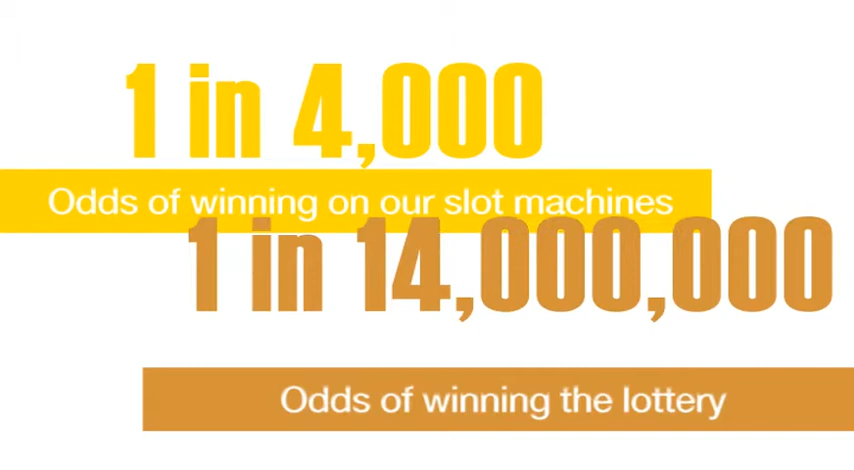 1 in 4,000
Odds of winning on our slot machines
1 in 14,000,000
Odds of winning the lottery